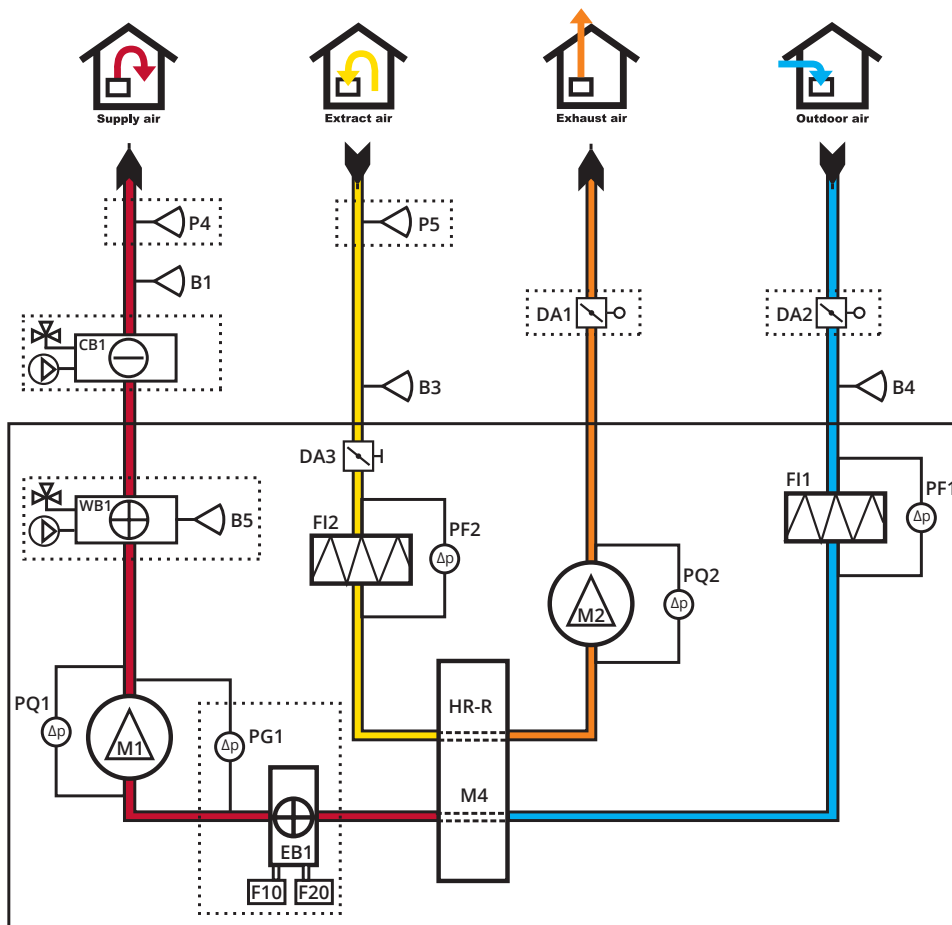 Supply air
Extract air
Exhaust air
Outdoor air
P4
P5
B1
DA1
DA2
CB1
B3
B4
DA3
WB1
B5
FI2
PF2
FI1
PF1
Δp
Δp
PQ2
Δp
M2
PQ1
Δp
M1
PG1
Δp
HR-R
M4
EB1
F10
F20